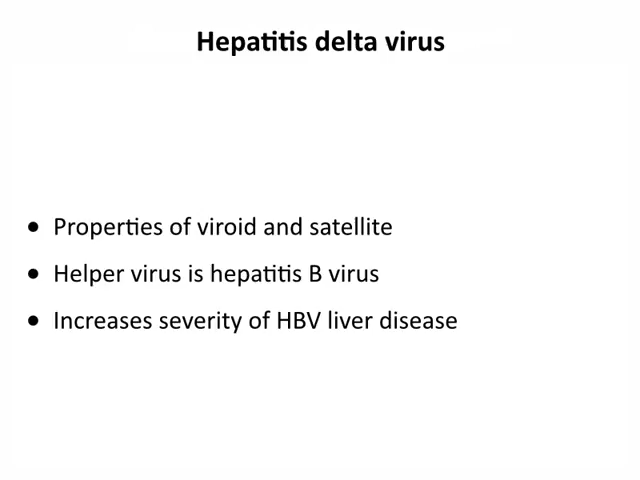 Hepatitis delta virus
• Properties of viroid and satellite
• Helper virus is hepatitis B virus
• Increases severity of HBV liver disease